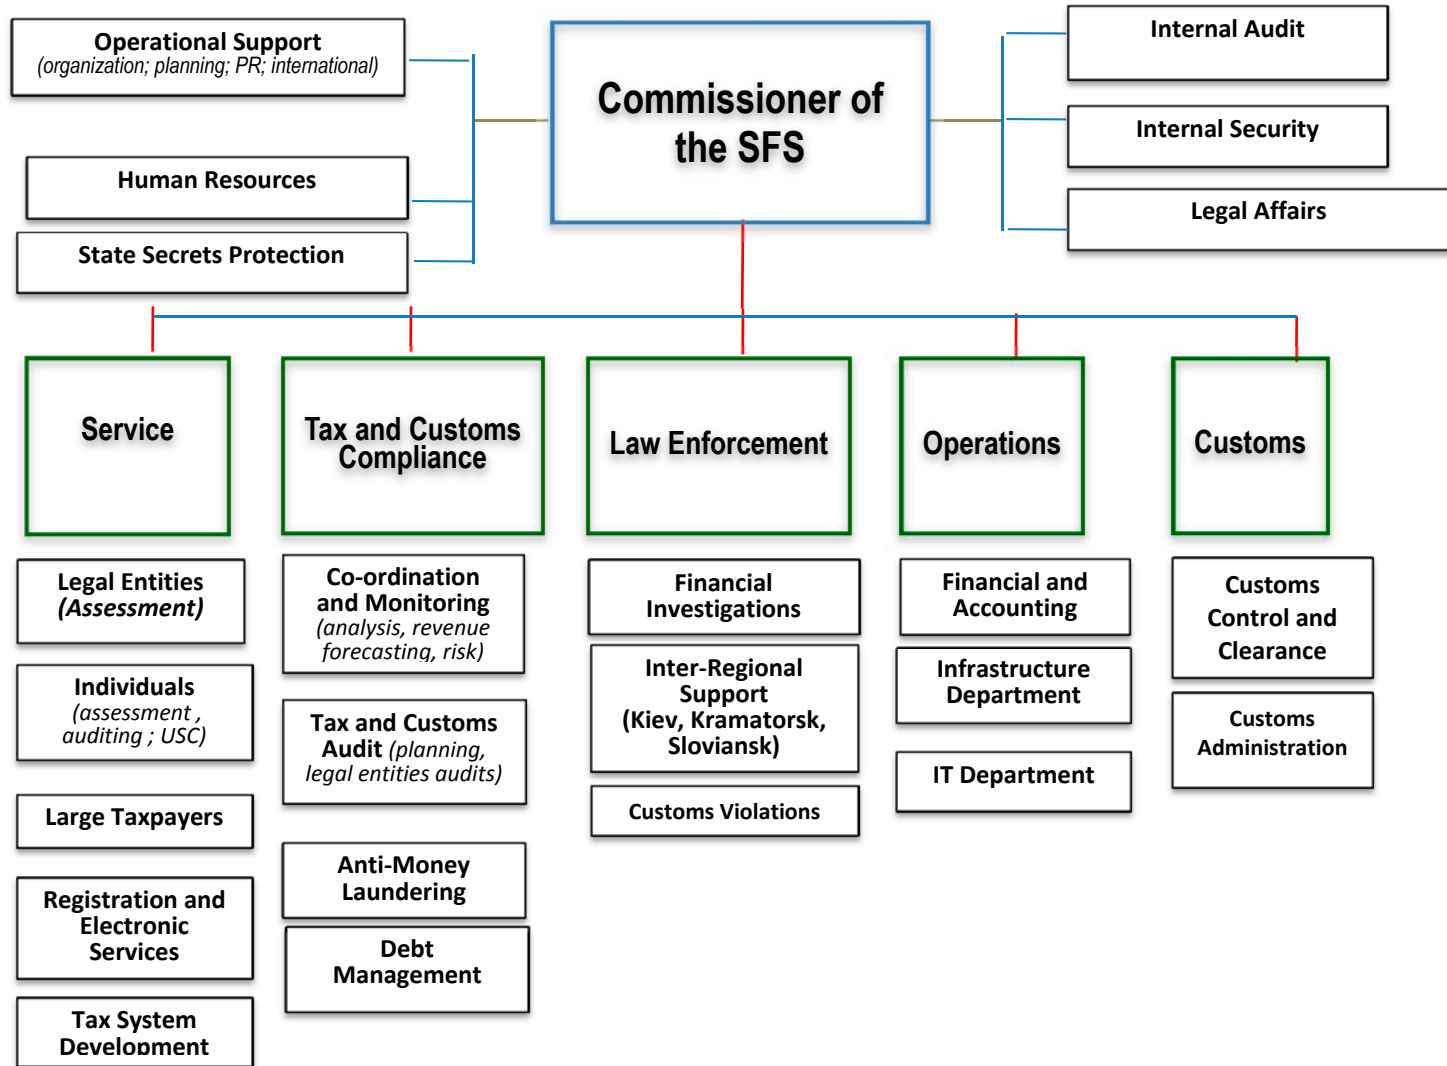 Operational Support
(organization; planning; PR; international)
Human Resources
State Secrets Protection
Commissioner of
the SFS
Internal Audit
Internal Security
Legal Affairs
Service
Tax and Customs
Compliance
Law Enforcement
Operations
Customs
Legal Entities
(Assessment)
Individuals
(assessment ,
auditing ; USC)
Large Taxpayers
Registration and
Electronic
Services
Tax System
Development
Co-ordination
and Monitoring
(analysis, revenue
forecasting, risk)
Tax and Customs
Audit (planning,
legal entities audits)
Anti-Money
Laundering
Debt
Management
Financial
Investigations
Inter-Regional
Support
(Kiev, Kramatorsk,
Sloviansk)
Customs Violations
Financial and
Accounting
Infrastructure
Department
IT Department
Customs
Control and
Clearance
Customs
Administration